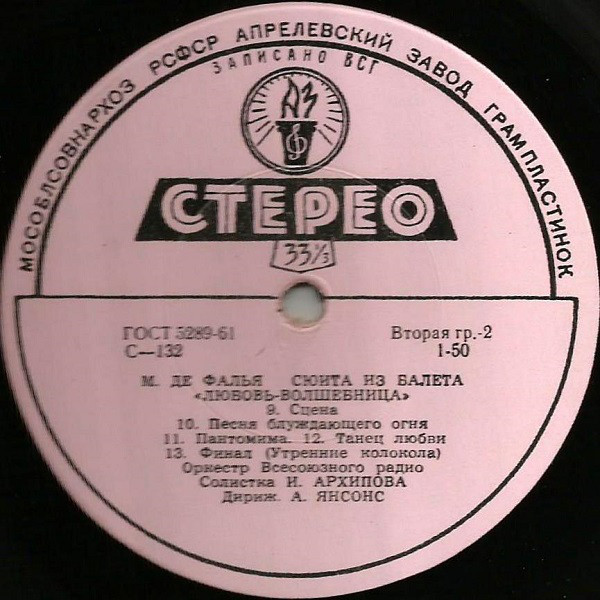 МОСОБЛСОВНАРХОЗ РСФСР АПРЕЛЕВСКИЙ ЗАВОД ГРАМПЛАСТИНОК
ЗАПИСАНО ВСГ
АЗ
СТЕРЕО
33⅓
ГОСТ 5289-61 Вторая гр.-2
С—132 1-50
М. ДЕ ФАЛЬЯ СЮИТА ИЗ БАЛЕТА
«ЛЮБОВЬ-ВОЛШЕБНИЦА»
9. Сцена
10. Песня блуждающего огня
11. Пантомима. 12. Танец любви
13. Финал (Утренние колокола)
Оркестр Всесоюзного радио
Солистка И. АРХИПОВА
Дириж. А. ЯНСОНС